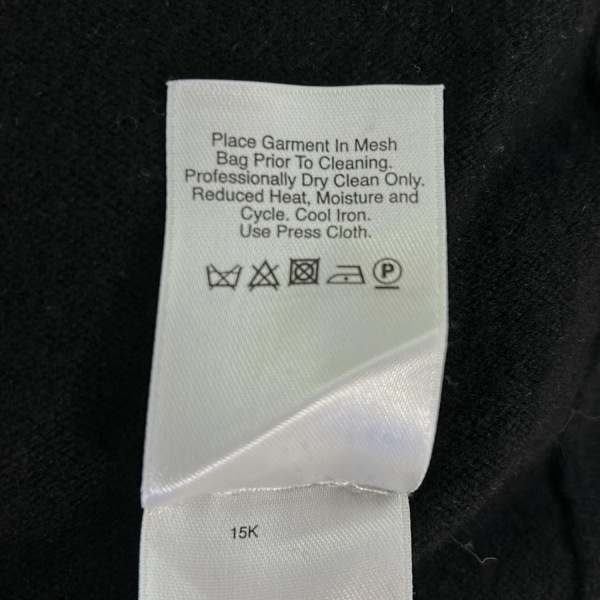 Place Garment In Mesh
Bag Prior To Cleaning.
Professionally Dry Clean Only.
Reduced Heat, Moisture and
Cycle. Cool Iron.
Use Press Cloth.
P
15K